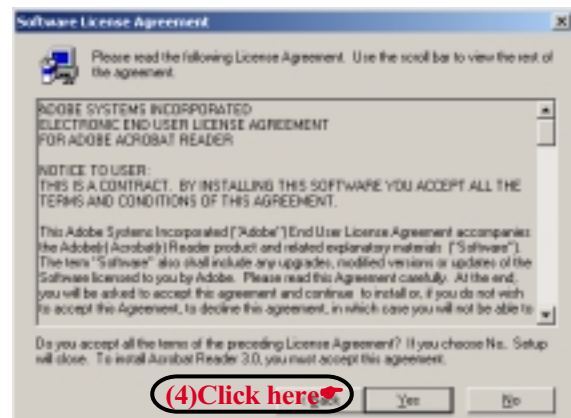 Software License Agreement
Please read the following License Agreement. Use the scroll bar to view the rest of
the agreement.
ADOBE SYSTEMS INCORPORATED
ELECTRONIC END USER LICENSE AGREEMENT
FOR ADOBE ACROBAT READER
NOTICE TO USER:
THIS IS A CONTRACT. BY INSTALLING THIS SOFTWARE YOU ACCEPT ALL THE
TERMS AND CONDITIONS OF THIS AGREEMENT.
This Adobe Systems Incorporated ("Adobe") End User License Agreement accompanies
the Adobe(r) Acrobat(r) Reader product and related explanatory materials ("Software").
The term "Software" also shall include any upgrades, modified versions or updates of the
Software licensed to you by Adobe. Please read this Agreement carefully. At the end,
you will be asked to accept this agreement and continue to install or, if you do not wish
to accept this Agreement, to decline this agreement, in which case you will not be able to
Do you accept all the terms of the preceding License Agreement? If you choose No, Setup
will close. To install Acrobat Reader 3.0, you must accept this agreement.
(4)Click here
Yes
No